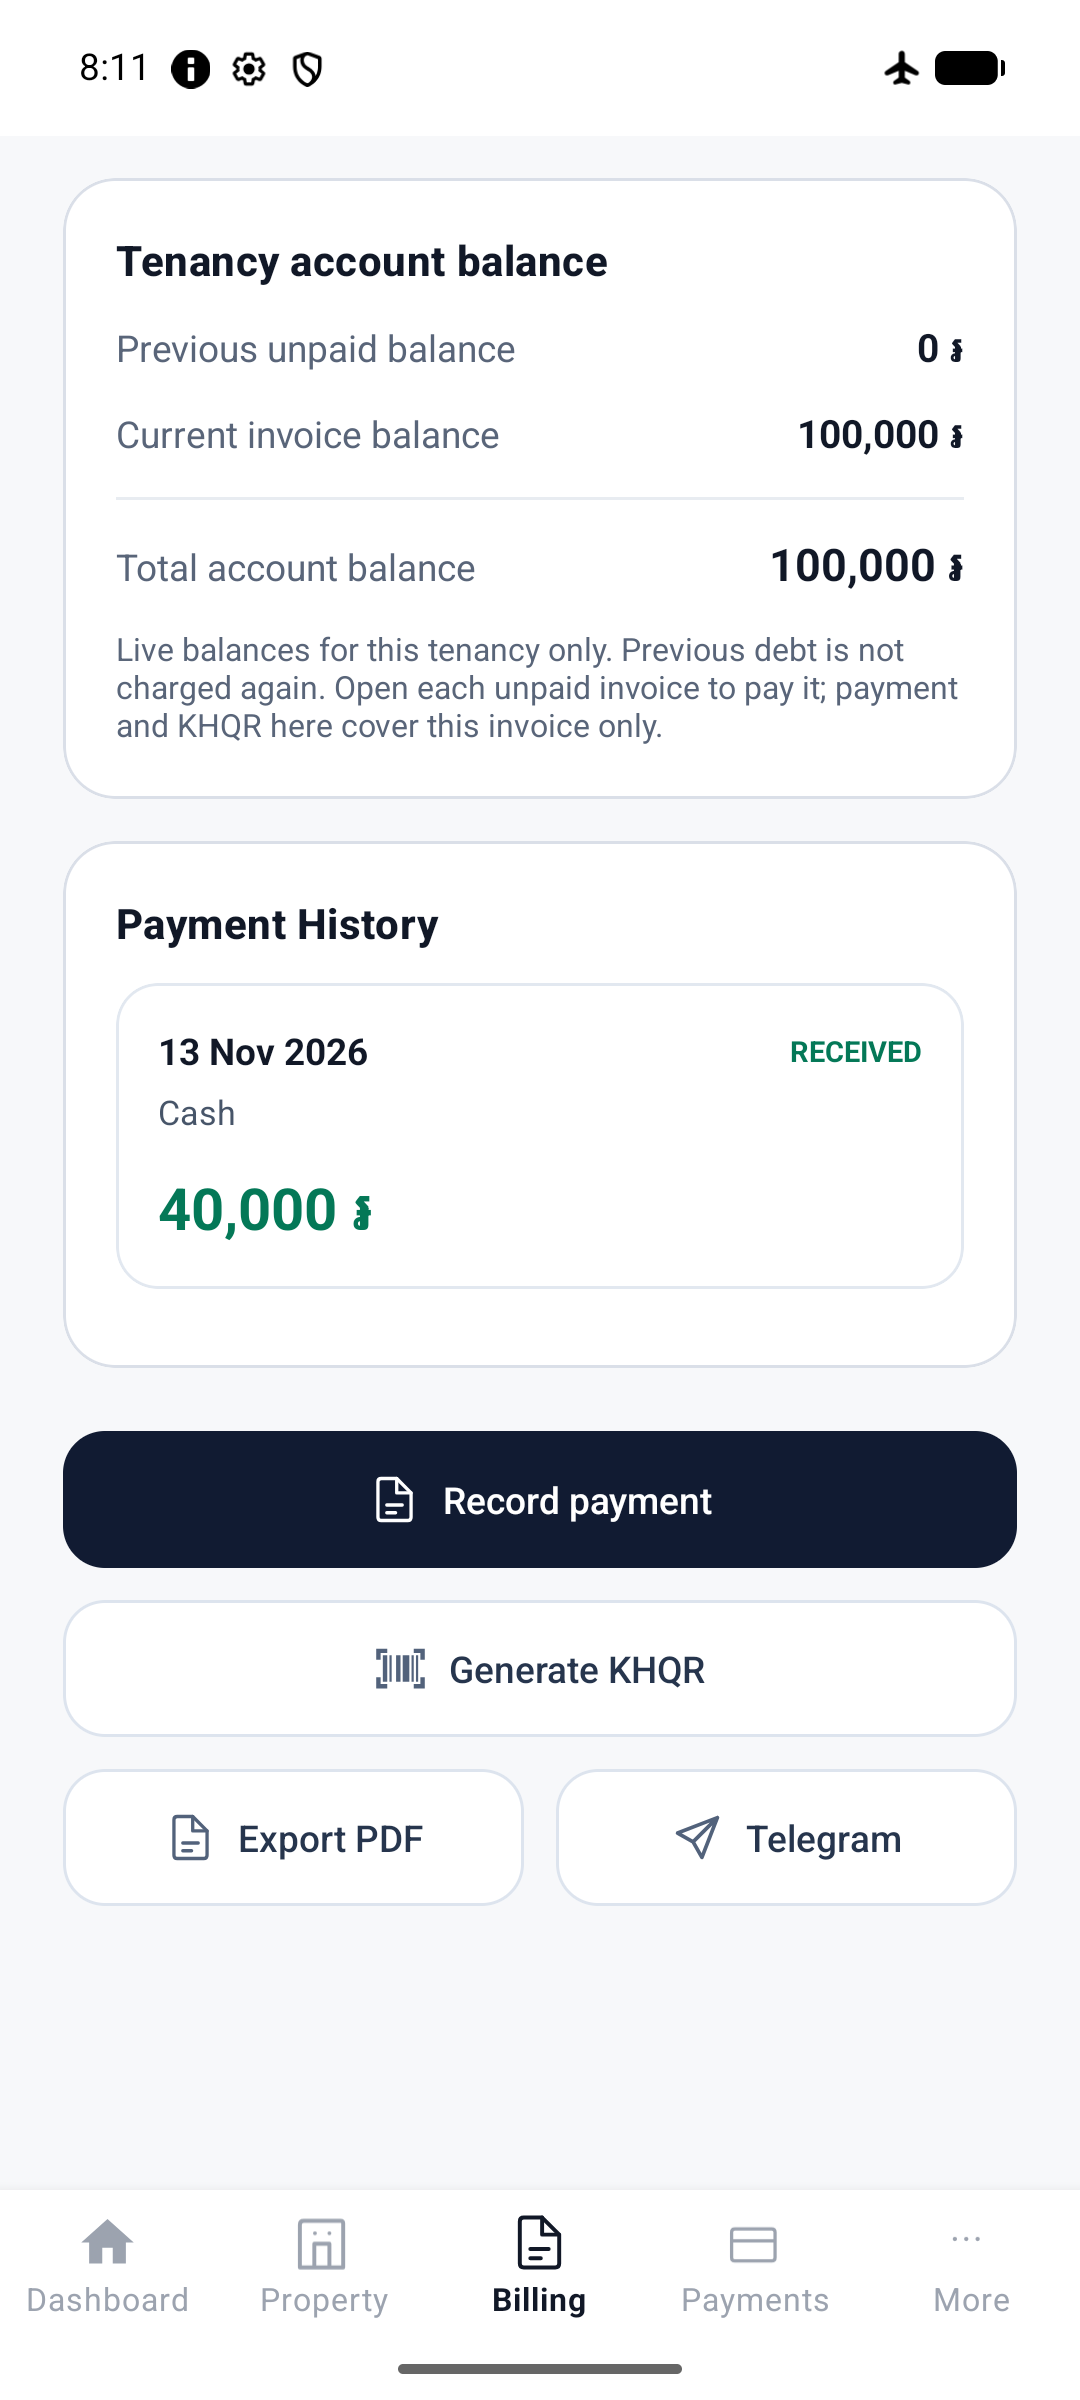 8:11
Tenancy account balance
Previous unpaid balance 0 ៛
Current invoice balance 100,000 ៛
Total account balance 100,000 ៛
Live balances for this tenancy only. Previous debt is not
charged again. Open each unpaid invoice to pay it; payment
and KHQR here cover this invoice only.
Payment History
13 Nov 2026 RECEIVED
Cash
40,000 ៛
Record payment
Generate KHQR
Export PDF Telegram
Dashboard Property Billing Payments More